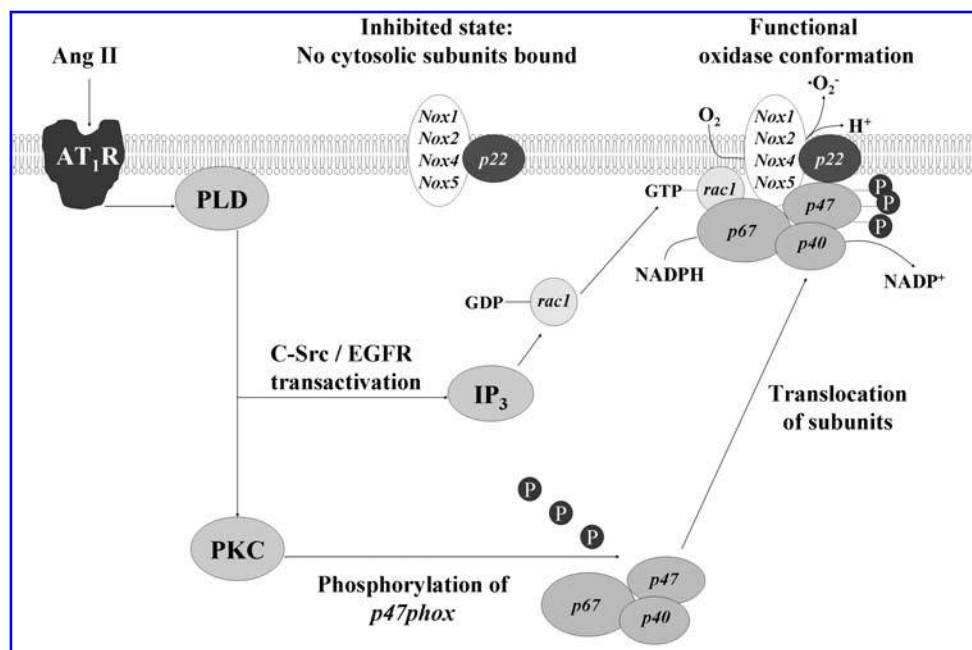 Ang II
AT1R
PLD
Inhibited state:
No cytosolic subunits bound
Nox1
Nox2
Nox4
Nox5
p22
Functional
oxidase conformation
·O2-
O2
H+
Nox1
Nox2
Nox4
Nox5
p22
GTP
rac1
p47
P
P
P
p67
p40
NADPH
NADP+
GDP
rac1
C-Src / EGFR
transactivation
IP3
Translocation
of subunits
PKC
Phosphorylation of
p47phox
P
P
P
p47
p67
p40